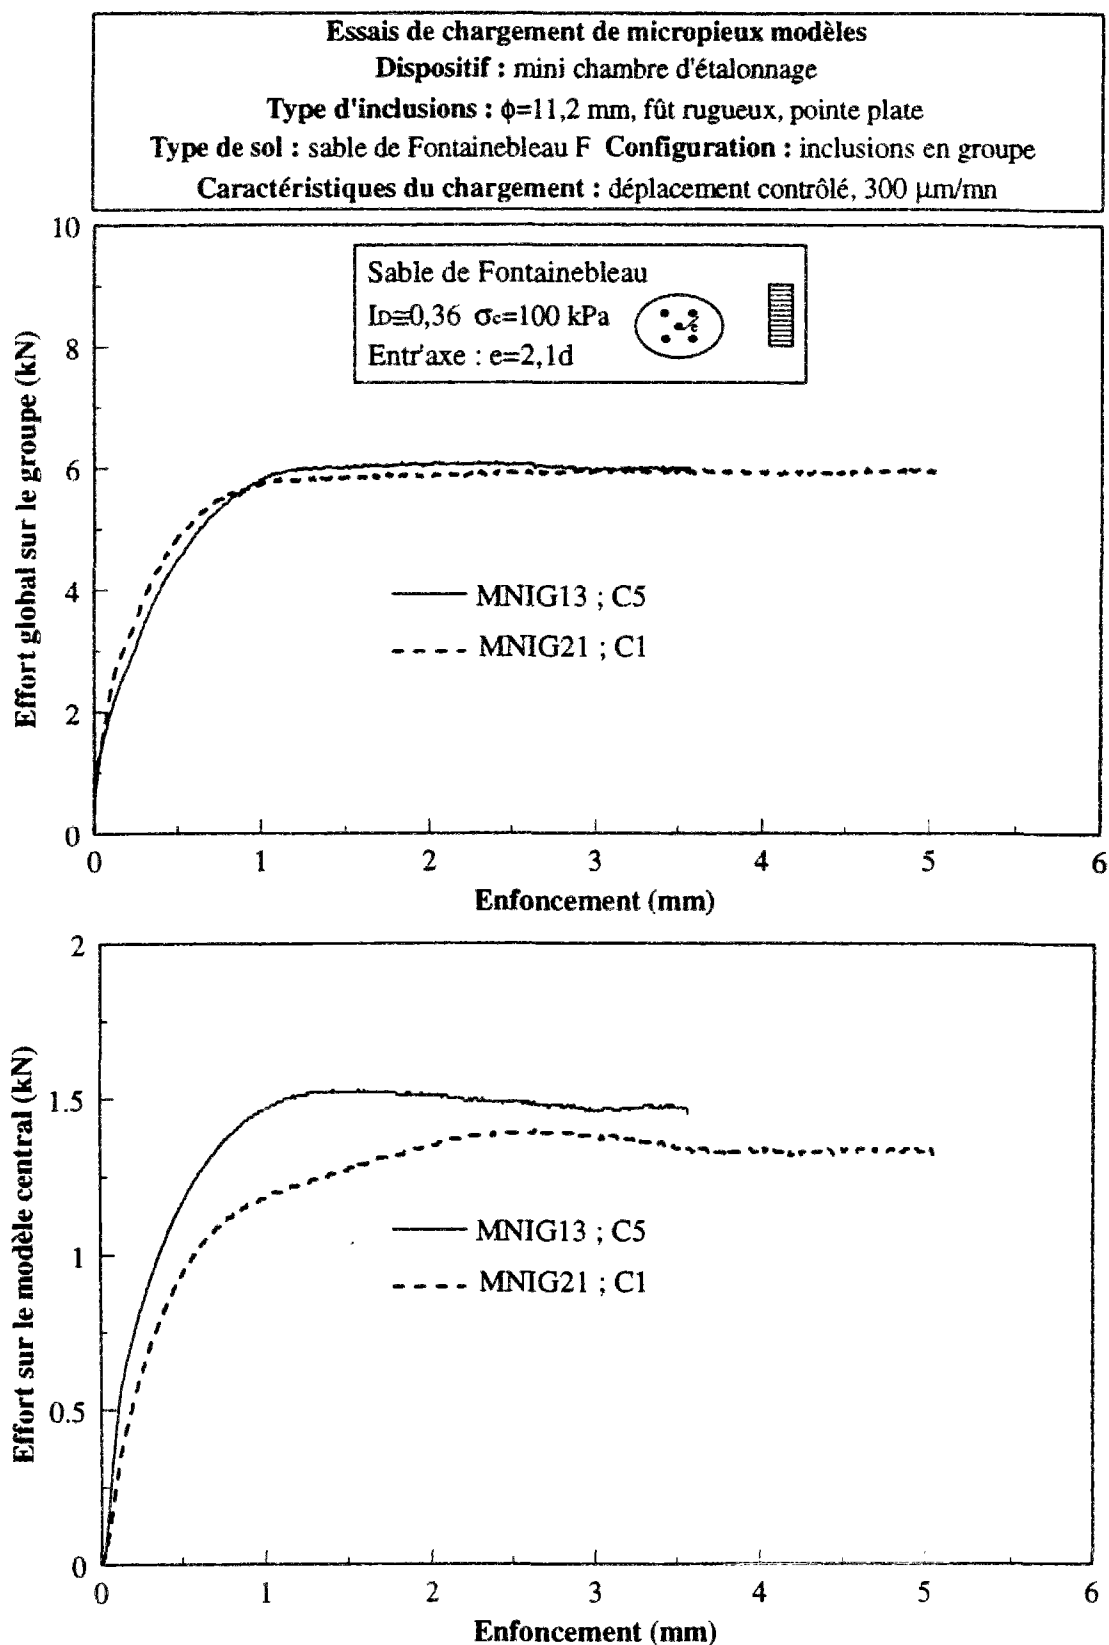 Essais de chargement de micropieux modèles
Dispositif : mini chambre d'étalonnage
Type d'inclusions : ϕ=11,2 mm, fût rugueux, pointe plate
Type de sol : sable de Fontainebleau F Configuration : inclusions en groupe
Caractéristiques du chargement : déplacement contrôlé, 300 µm/mn
10
8
6
4
2
0
Effort global sur le groupe (kN)
Sable de Fontainebleau
ID≅0,36 σc=100 kPa
Entr'axe : e=2,1d
e
MNIG13 ; C5
MNIG21 ; C1
0 1 2 3 4 5 6
Enfoncement (mm)
2
1.5
1
0.5
0
Effort sur le modèle central (kN)
MNIG13 ; C5
MNIG21 ; C1
0 1 2 3 4 5 6
Enfoncement (mm)